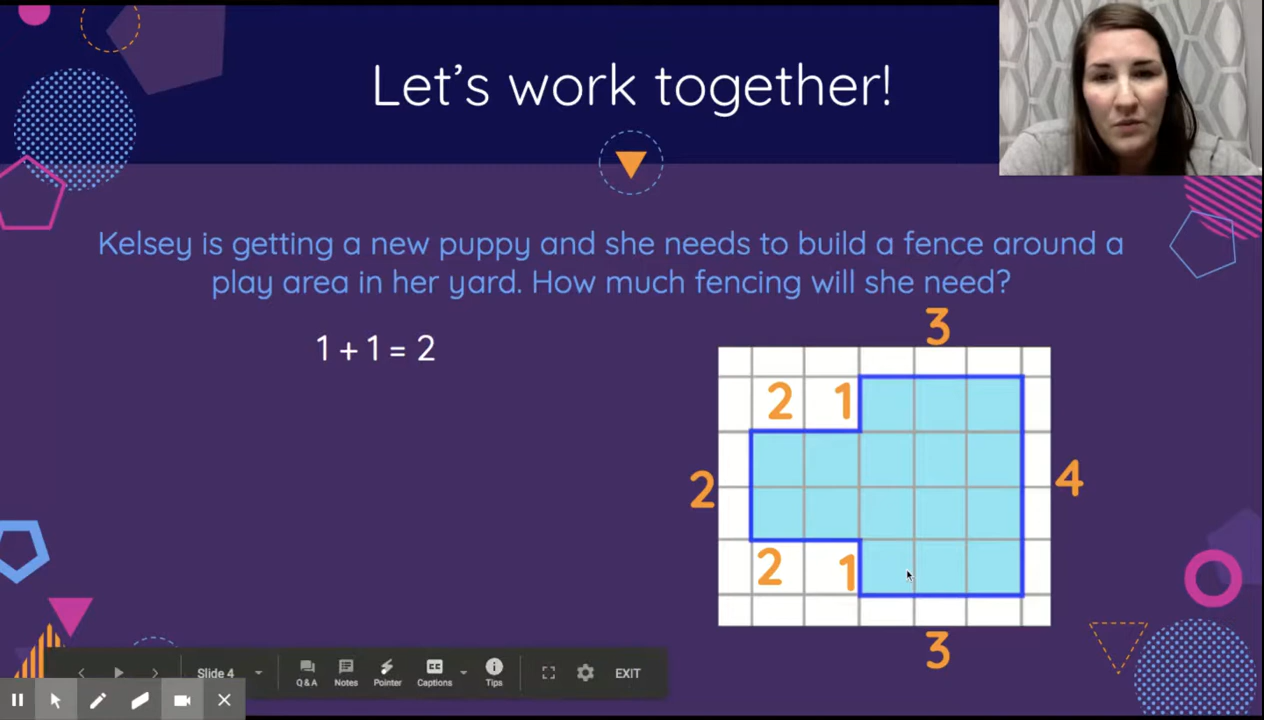 Let's work together!
Kelsey is getting a new puppy and she needs to build a fence around a
play area in her yard. How much fencing will she need?
1 + 1 = 2
3
2 1
2
4
2 1
3
Slide 4
Q & A
Notes
Pointer
CC
Captions
Tips
EXIT